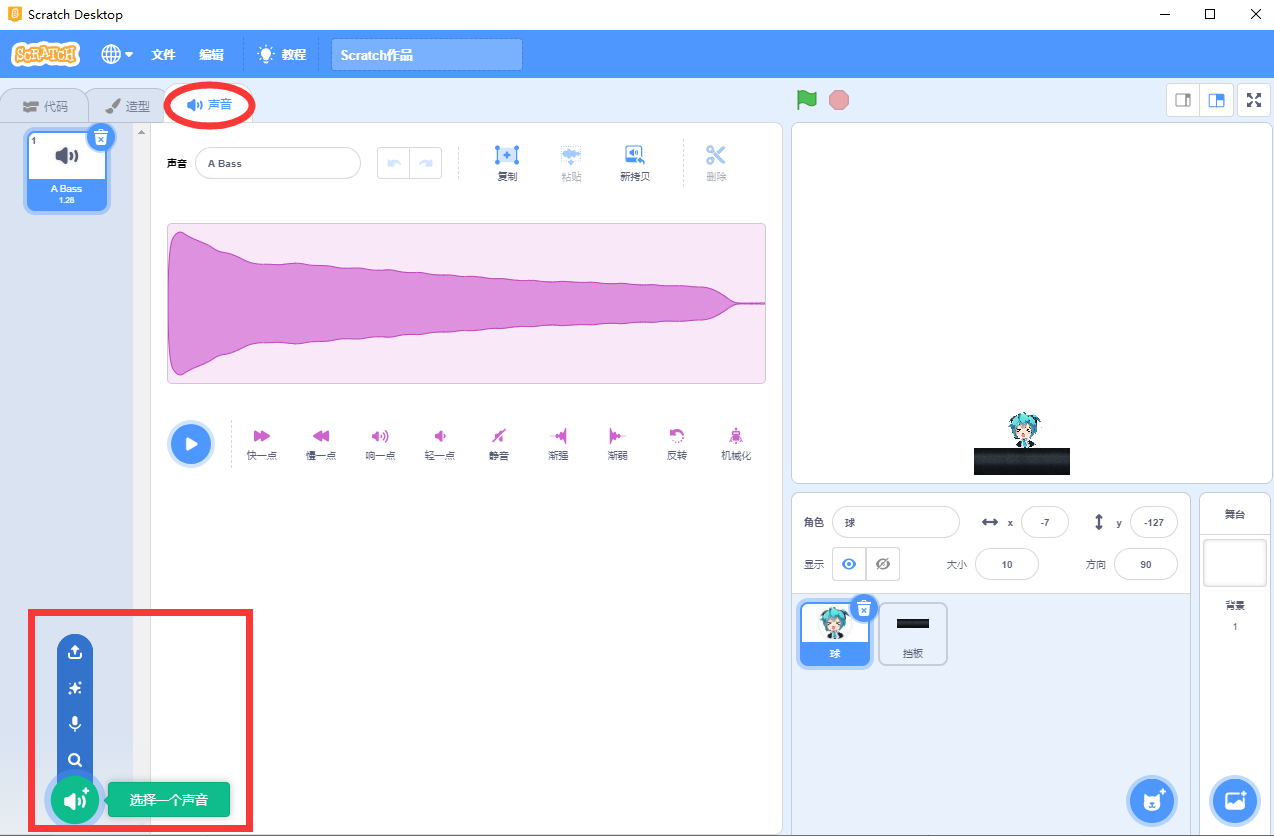 Scratch Desktop
SCRATCH
文件
编辑
教程
Scratch作品
代码
造型
声音
1
A Bass
1.28
声音
A Bass
复制
粘贴
新拷贝
删除
快一点
慢一点
响一点
轻一点
静音
渐强
渐弱
反转
机械化
选择一个声音
角色
球
x
-7
y
-127
显示
大小
10
方向
90
球
挡板
舞台
背景
1